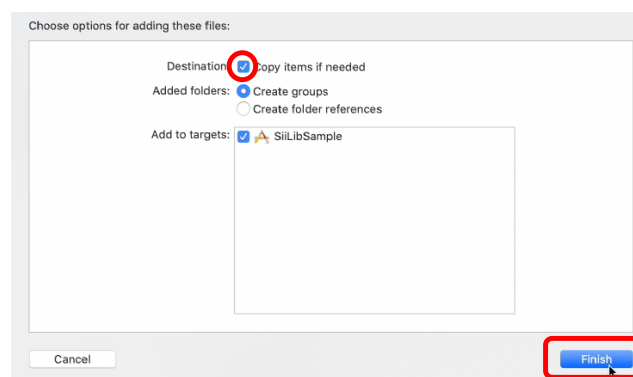 Choose options for adding these files:
Destination: Copy items if needed
Added folders: Create groups
Create folder references
Add to targets: SiiLibSample
Cancel Finish